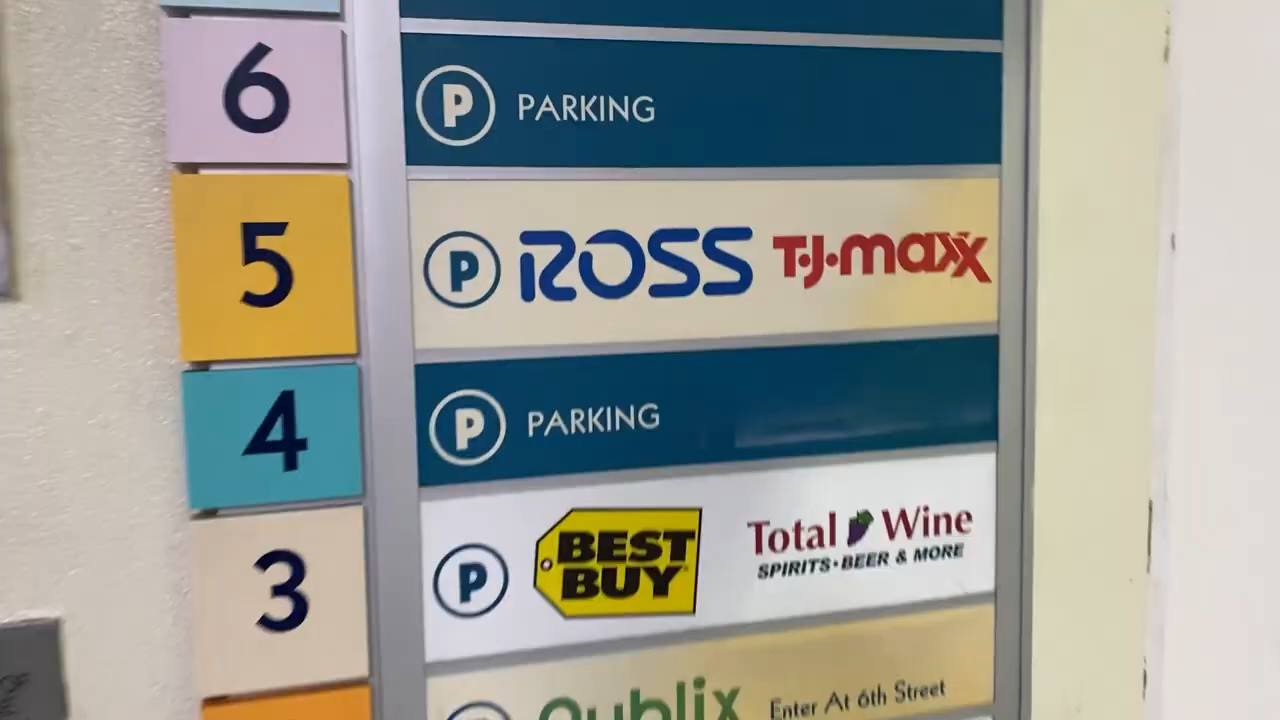 6
P PARKING
5
P ROSS T·J·maxx
4
P PARKING
3
P BEST BUY Total Wine
SPIRITS·BEER & MORE
Publix Enter At 6th Street